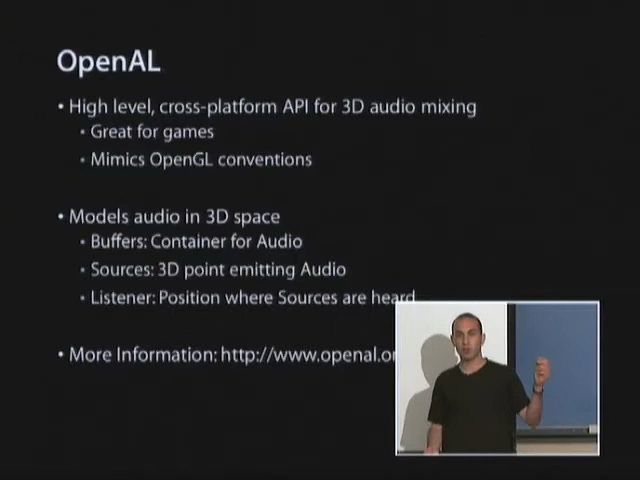 OpenAL
• High level, cross-platform API for 3D audio mixing
• Great for games
• Mimics OpenGL conventions
• Models audio in 3D space
• Buffers: Container for Audio
• Sources: 3D point emitting Audio
• Listener: Position where Sources are heard
• More Information: http://www.openal.or